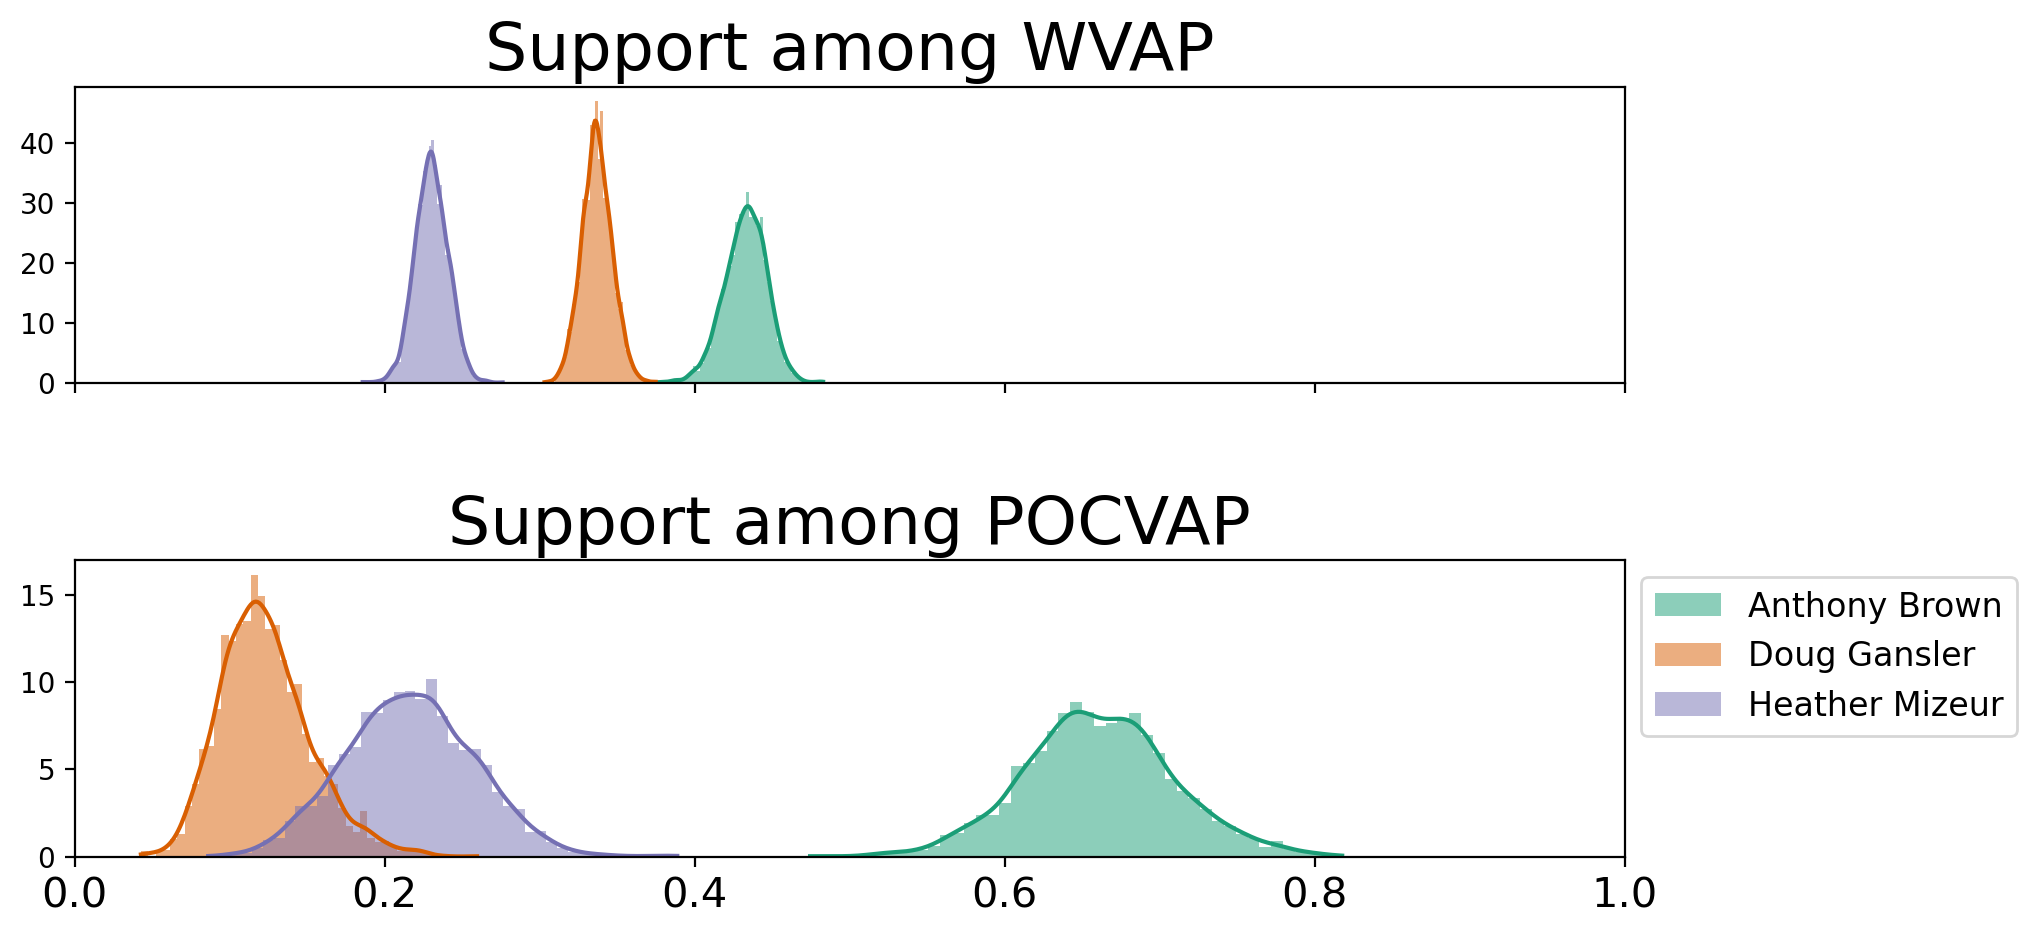 Support among WVAP
40
30
20
10
0
Support among POCVAP
15
10
5
0
0.0 0.2 0.4 0.6 0.8 1.0
Anthony Brown
Doug Gansler
Heather Mizeur